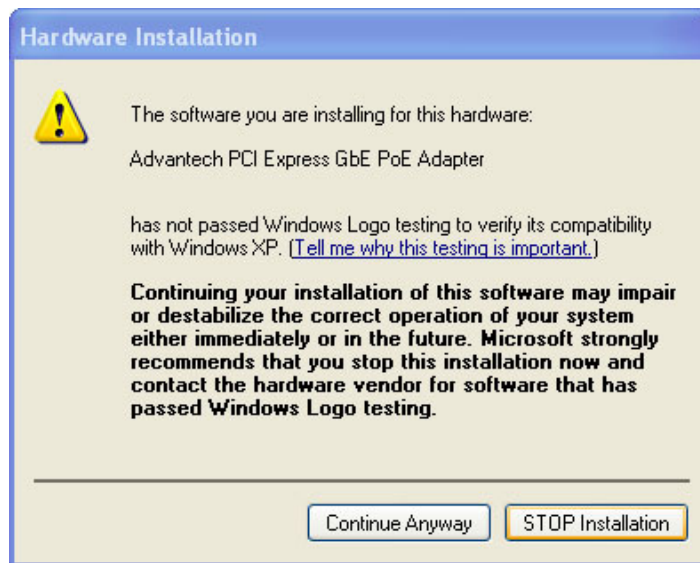 Hardware Installation
The software you are installing for this hardware:
Advantech PCI Express GbE PoE Adapter
has not passed Windows Logo testing to verify its compatibility
with Windows XP. (Tell me why this testing is important.)
Continuing your installation of this software may impair
or destabilize the correct operation of your system
either immediately or in the future. Microsoft strongly
recommends that you stop this installation now and
contact the hardware vendor for software that has
passed Windows Logo testing.
Continue Anyway
STOP Installation